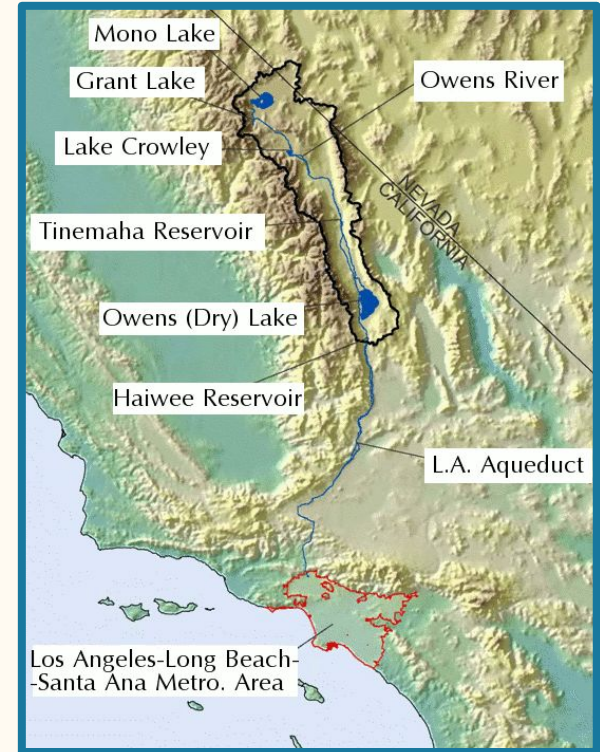 Mono Lake
Grant Lake
Owens River
Lake Crowley
NEVADA
CALIFORNIA
Tinemaha Reservoir
Owens (Dry) Lake
Haiwee Reservoir
L.A. Aqueduct
Los Angeles-Long Beach-
-Santa Ana Metro. Area